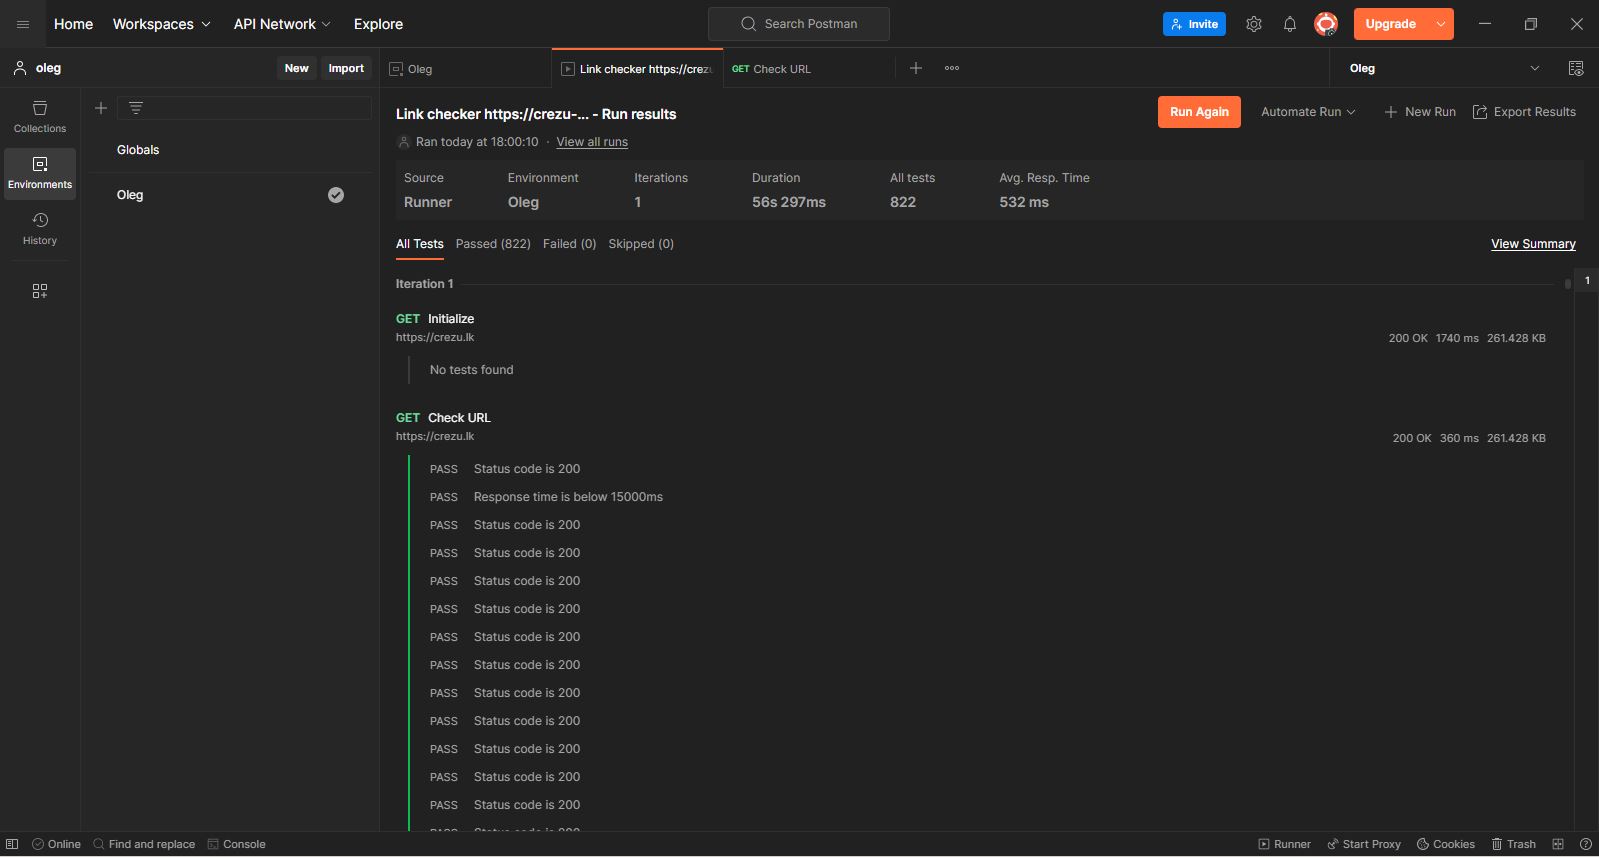 Home Workspaces API Network Explore Search Postman Invite Upgrade
oleg New Import Oleg Link checker https://crezu GET Check URL Oleg
Collections
Environments
History
Globals
Oleg
Link checker https://crezu-... - Run results Run Again Automate Run New Run Export Results
Ran today at 18:00:10 · View all runs
Source Environment Iterations Duration All tests Avg. Resp. Time
Runner Oleg 1 56s 297ms 822 532 ms
All Tests Passed (822) Failed (0) Skipped (0) View Summary
Iteration 1 1
GET Initialize
https://crezu.lk 200 OK 1740 ms 261.428 KB
No tests found
GET Check URL
https://crezu.lk 200 OK 360 ms 261.428 KB
PASS Status code is 200
PASS Response time is below 15000ms
PASS Status code is 200
PASS Status code is 200
PASS Status code is 200
PASS Status code is 200
PASS Status code is 200
PASS Status code is 200
PASS Status code is 200
PASS Status code is 200
PASS Status code is 200
PASS Status code is 200
PASS Status code is 200
Online Find and replace Console Runner Start Proxy Cookies Trash